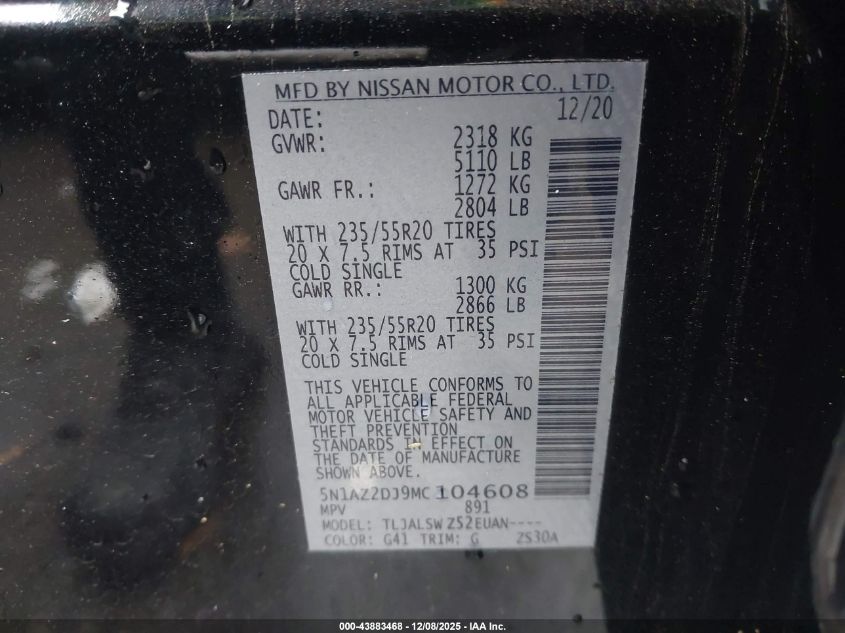 MFD BY NISSAN MOTOR CO., LTD.
DATE: 12/20
GVWR: 2318 KG
5110 LB
GAWR FR.: 1272 KG
2804 LB
WITH 235/55R20 TIRES
20 X 7.5 RIMS AT 35 PSI
COLD SINGLE
GAWR RR.: 1300 KG
2866 LB
WITH 235/55R20 TIRES
20 X 7.5 RIMS AT 35 PSI
COLD SINGLE
THIS VEHICLE CONFORMS TO
ALL APPLICABLE FEDERAL
MOTOR VEHICLE SAFETY AND
THEFT PREVENTION
STANDARDS IN EFFECT ON
THE DATE OF MANUFACTURE
SHOWN ABOVE.
5N1AZ2DJ9MC104608
MPV 891
MODEL: TLJALSW Z52EUAN----
COLOR: G41 TRIM: G ZS30A
000-43883468 - 12/08/2025 - IAA Inc.